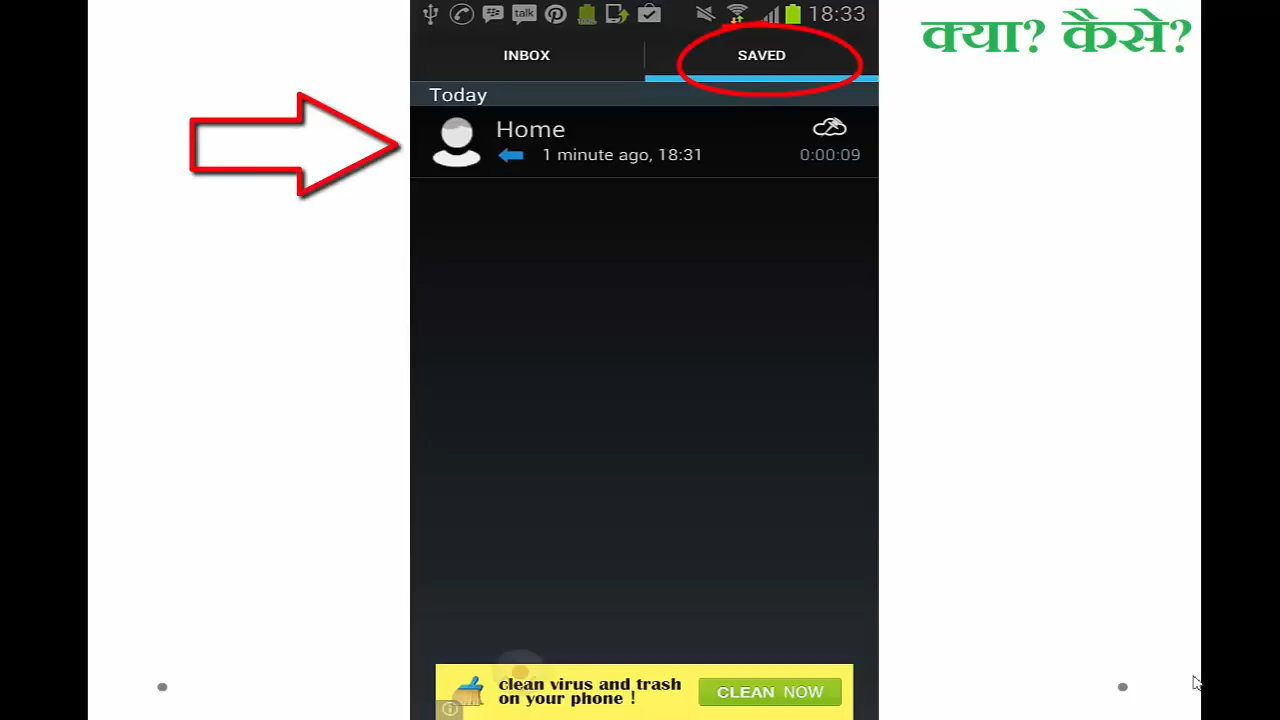 talk
18:33
क्या? कैसे?
INBOX
SAVED
Today
Home
1 minute ago, 18:31
0:00:09
clean virus and trash
on your phone !
CLEAN NOW